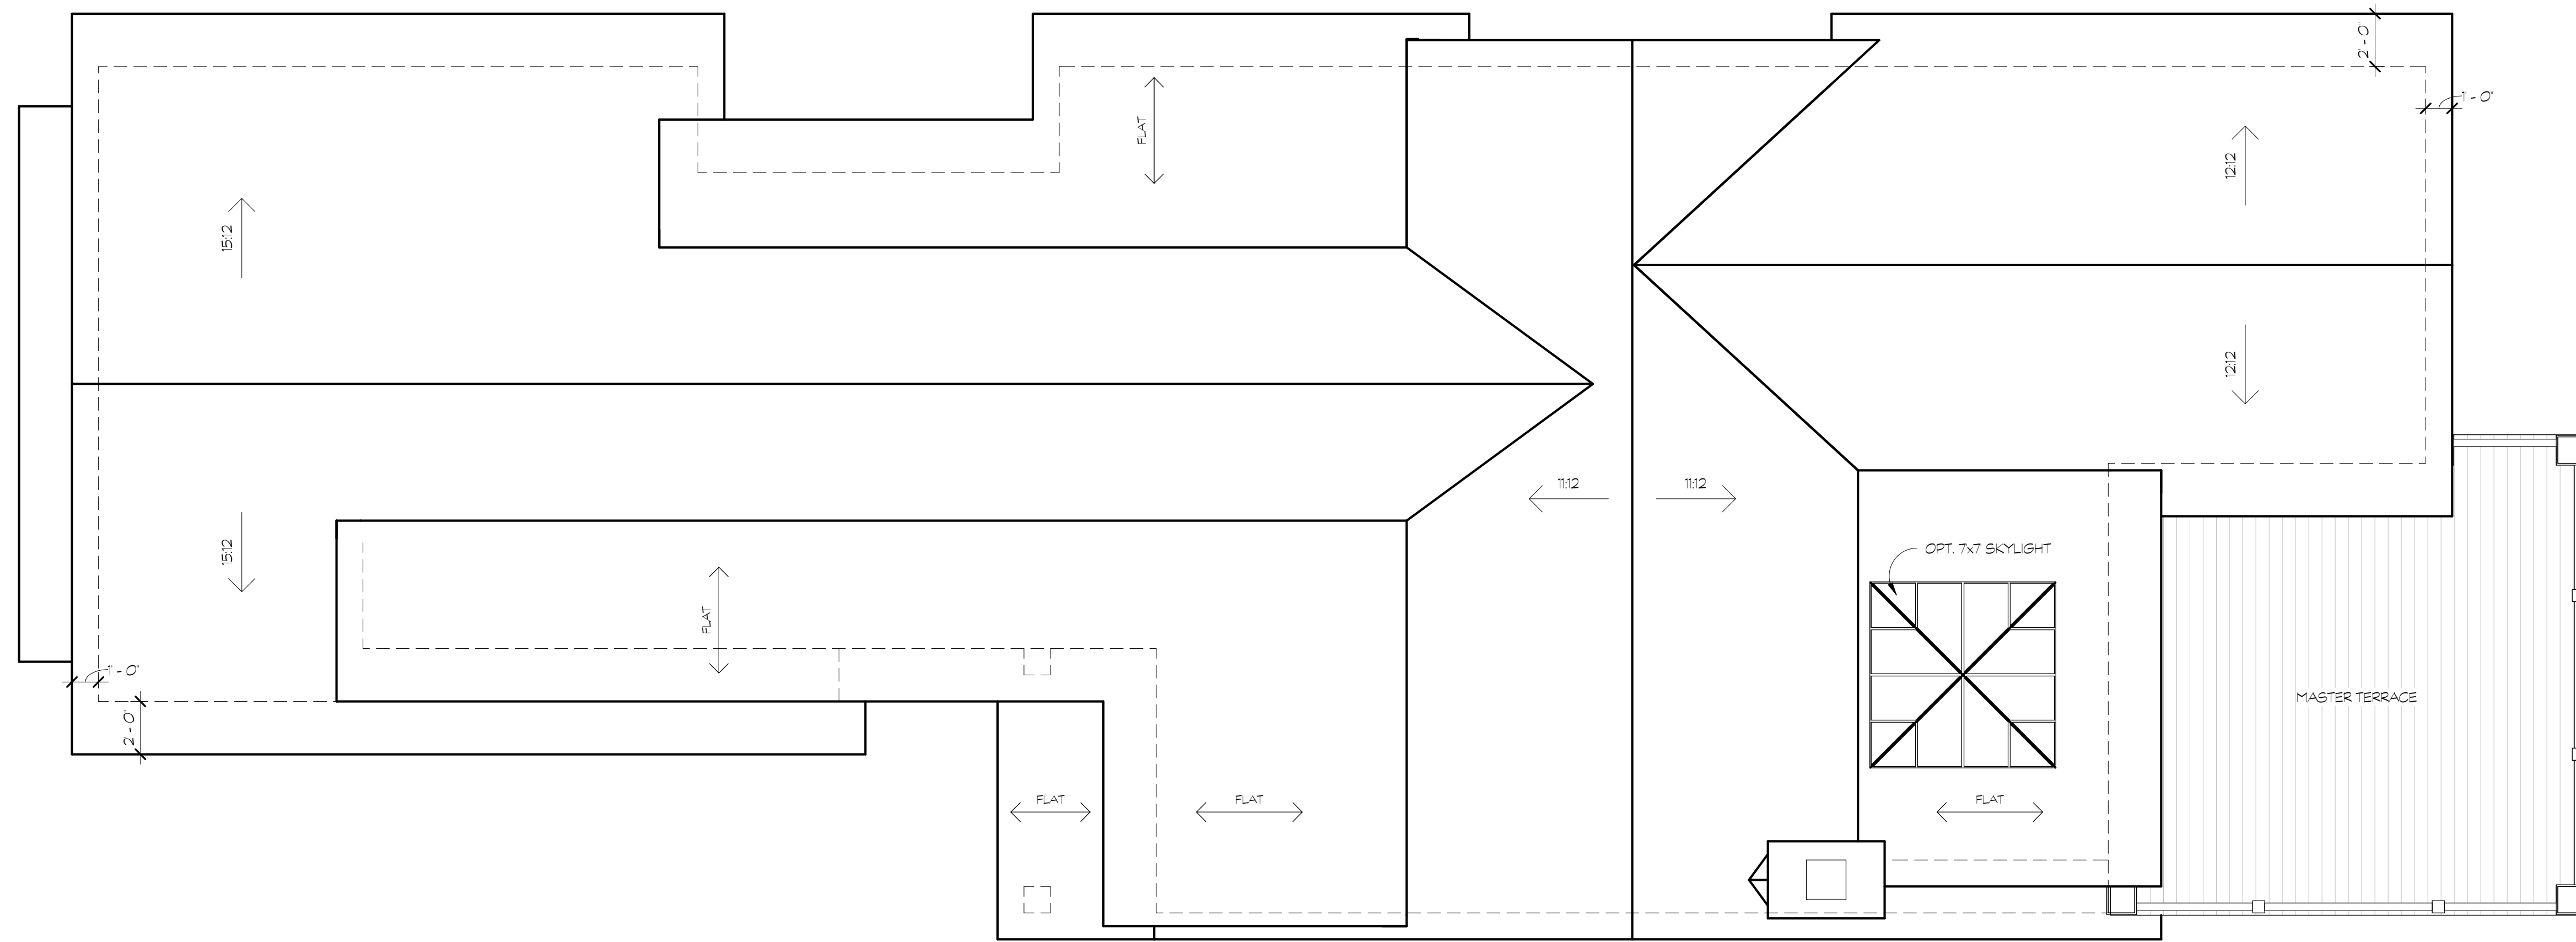 2' - 0"
1' - 0"
FLAT
12:12
15:12
12:12
11:12
11:12
OPT. 7x7 SKYLIGHT
15:12
FLAT
1' - 0"
MASTER TERRACE
2' - 0"
FLAT
FLAT
FLAT